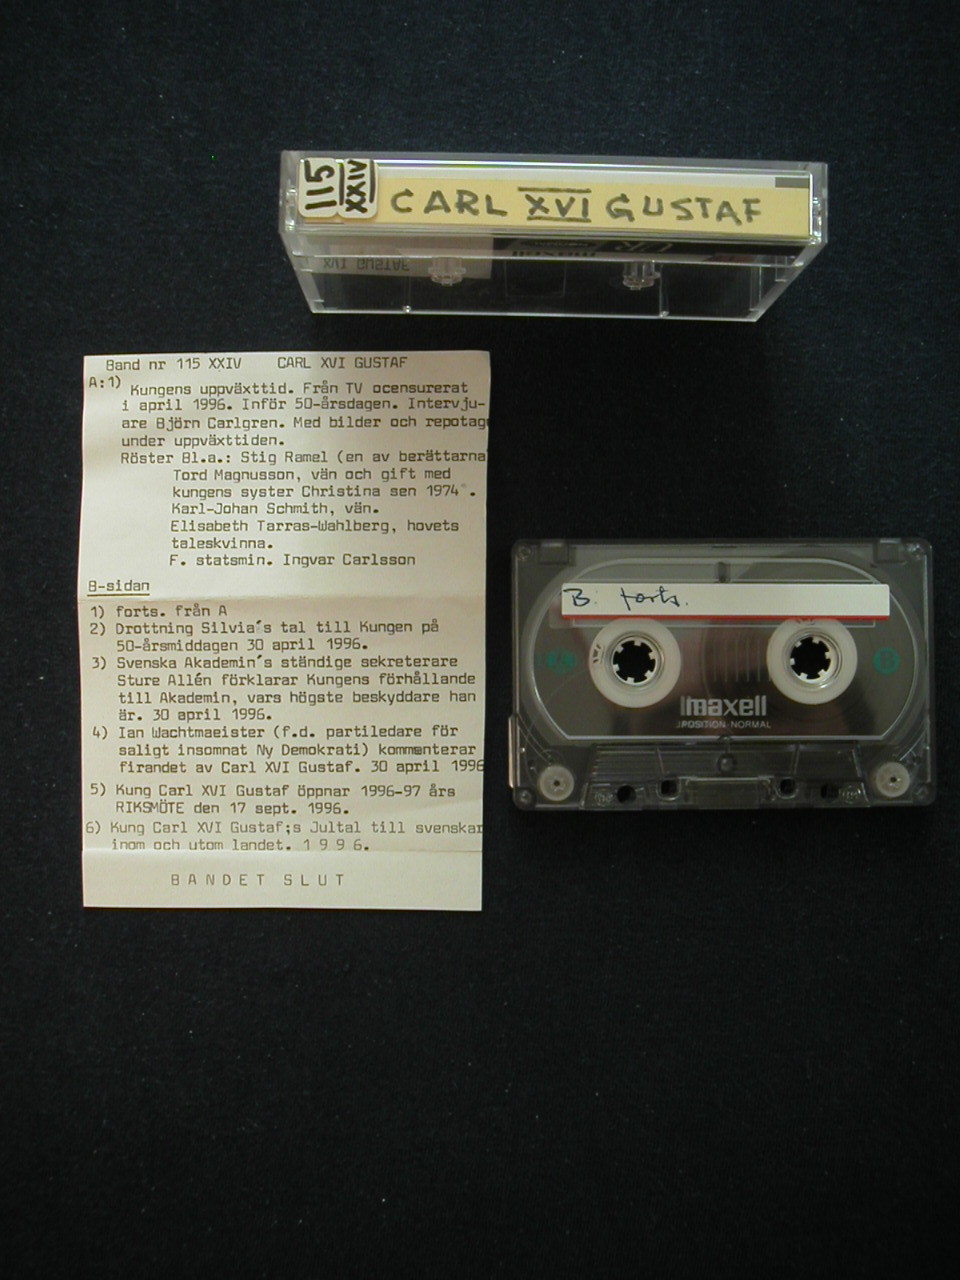 115
XXIV
CARL XVI GUSTAF
maxell
Band nr 115 XXIV CARL XVI GUSTAF
A:1) Kungens uppväxttid. Från TV ocensurerat
i april 1996. Inför 50-årsdagen. Intervju-
are Björn Carlgren. Med bilder och repotag
under uppväxttiden.
Röster Bl.a.: Stig Ramel (en av berättarna
Tord Magnusson, vän och gift med
kungens syster Christina sen 1974 .
Karl-Johan Schmith, vän.
Elisabeth Tarras-Wahlberg, hovets
taleskvinna.
F. statsmin. Ingvar Carlsson
B-sidan
1) forts. från A
2) Drottning Silvia´s tal till Kungen på
50-årsmiddagen 30 april 1996.
3) Svenska Akademin´s ständige sekreterare
Sture Allén förklarar Kungens förhållande
till Akademin, vars högste beskyddare han
är. 30 april 1996.
4) Ian Wachtmaeister (f.d. partiledare för
saligt insomnat Ny Demokrati) kommenterar
firandet av Carl XVI Gustaf. 30 april 1996
5) Kung Carl XVI Gustaf öppnar 1996-97 års
RIKSMÖTE den 17 sept. 1996.
6) Kung Carl XVI Gustaf;s Jultal till svenskar
inom och utom landet. 1 9 9 6.
B A N D E T S L U T
B. forts.
maxell
POSITION·NORMAL